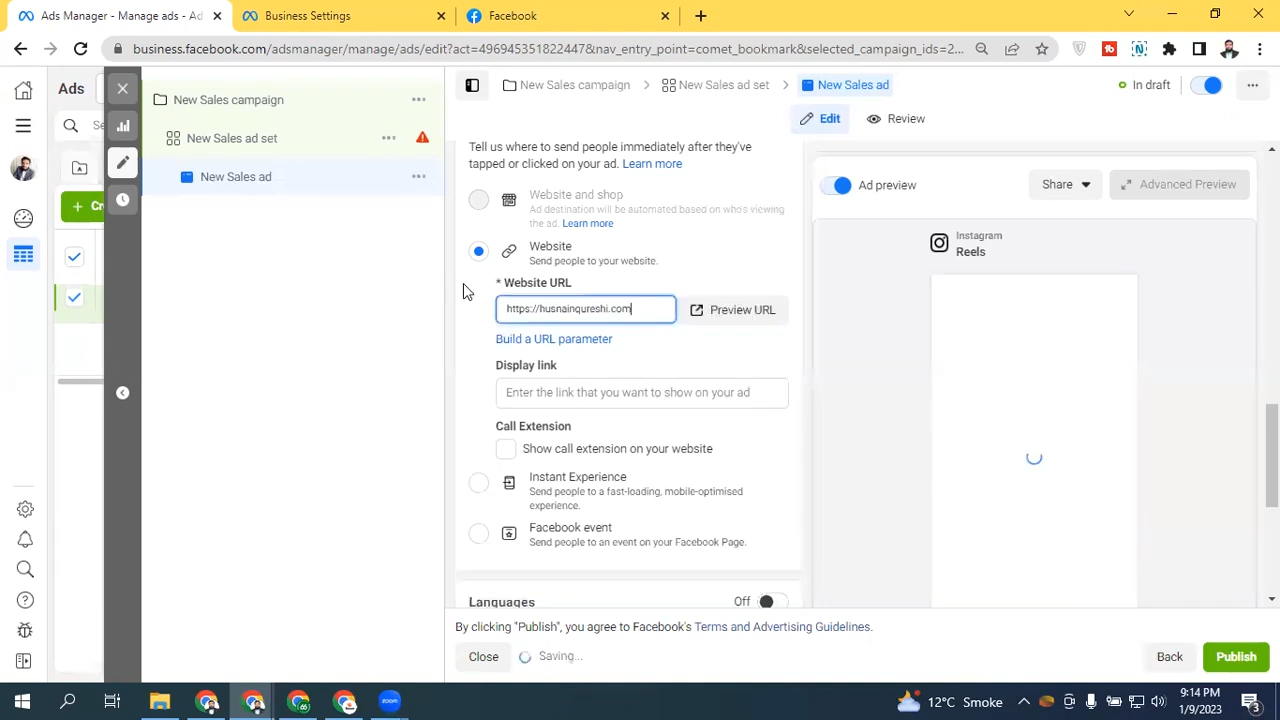 Ads Manager - Manage ads - Ad
Business Settings
Facebook
business.facebook.com/adsmanager/manage/ads/edit?act=496945351822447&nav_entry_point=comet_bookmark&selected_campaign_ids=2...
Ads
New Sales campaign
New Sales ad set
New Sales ad
New Sales campaign
New Sales ad set
New Sales ad
In draft
Edit
Review
Tell us where to send people immediately after they've
tapped or clicked on your ad. Learn more
Website and shop
Ad destination will be automated based on who's viewing
the ad. Learn more
Website
Send people to your website.
* Website URL
https://husnainqureshi.com
Preview URL
Build a URL parameter
Display link
Enter the link that you want to show on your ad
Call Extension
Show call extension on your website
Instant Experience
Send people to a fast-loading, mobile-optimised
experience.
Facebook event
Send people to an event on your Facebook Page.
Languages
Off
Ad preview
Share
Advanced Preview
Instagram
Reels
By clicking "Publish", you agree to Facebook's Terms and Advertising Guidelines.
Close
Saving...
Back
Publish
12°C Smoke
9:14 PM
1/9/2023
3